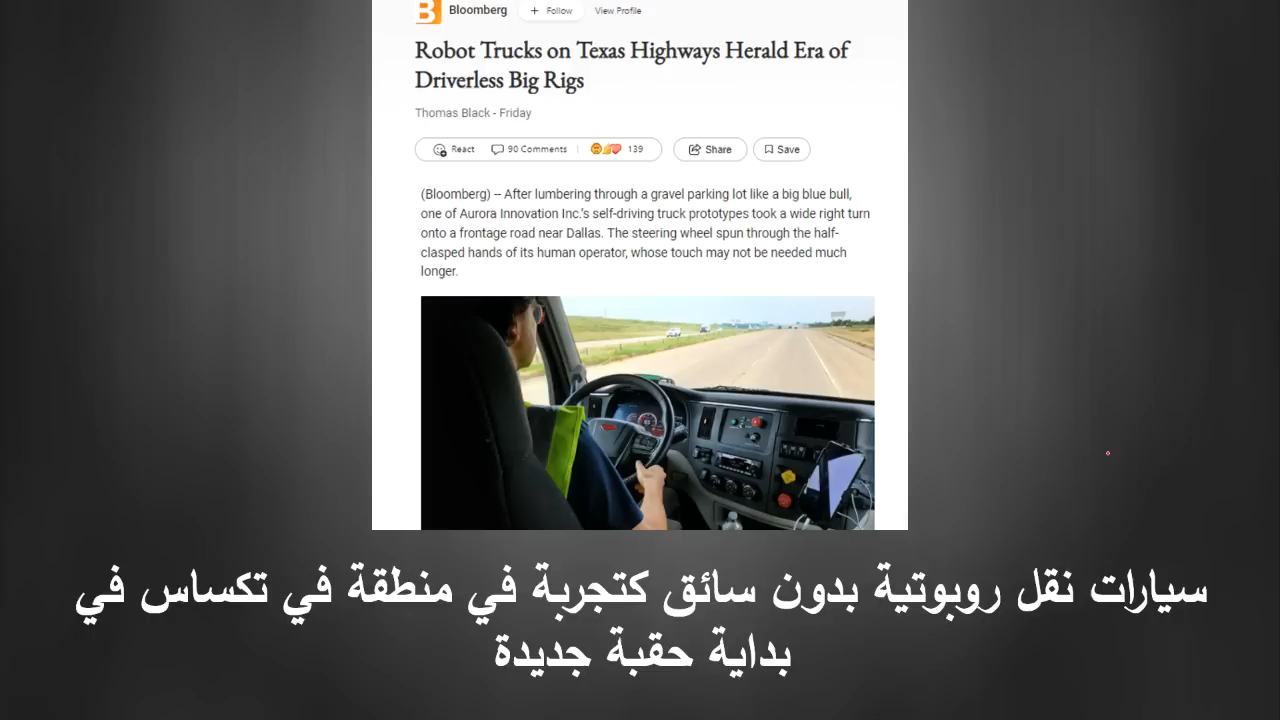 B Bloomberg + Follow View Profile
Robot Trucks on Texas Highways Herald Era of
Driverless Big Rigs
Thomas Black - Friday
React 90 Comments 139 Share Save
(Bloomberg) -- After lumbering through a gravel parking lot like a big blue bull,
one of Aurora Innovation Inc.'s self-driving truck prototypes took a wide right turn
onto a frontage road near Dallas. The steering wheel spun through the half-
clasped hands of its human operator, whose touch may not be needed much
longer.
سيارات نقل روبوتية بدون سائق كتجربة في منطقة في تكساس في
بداية حقبة جديدة